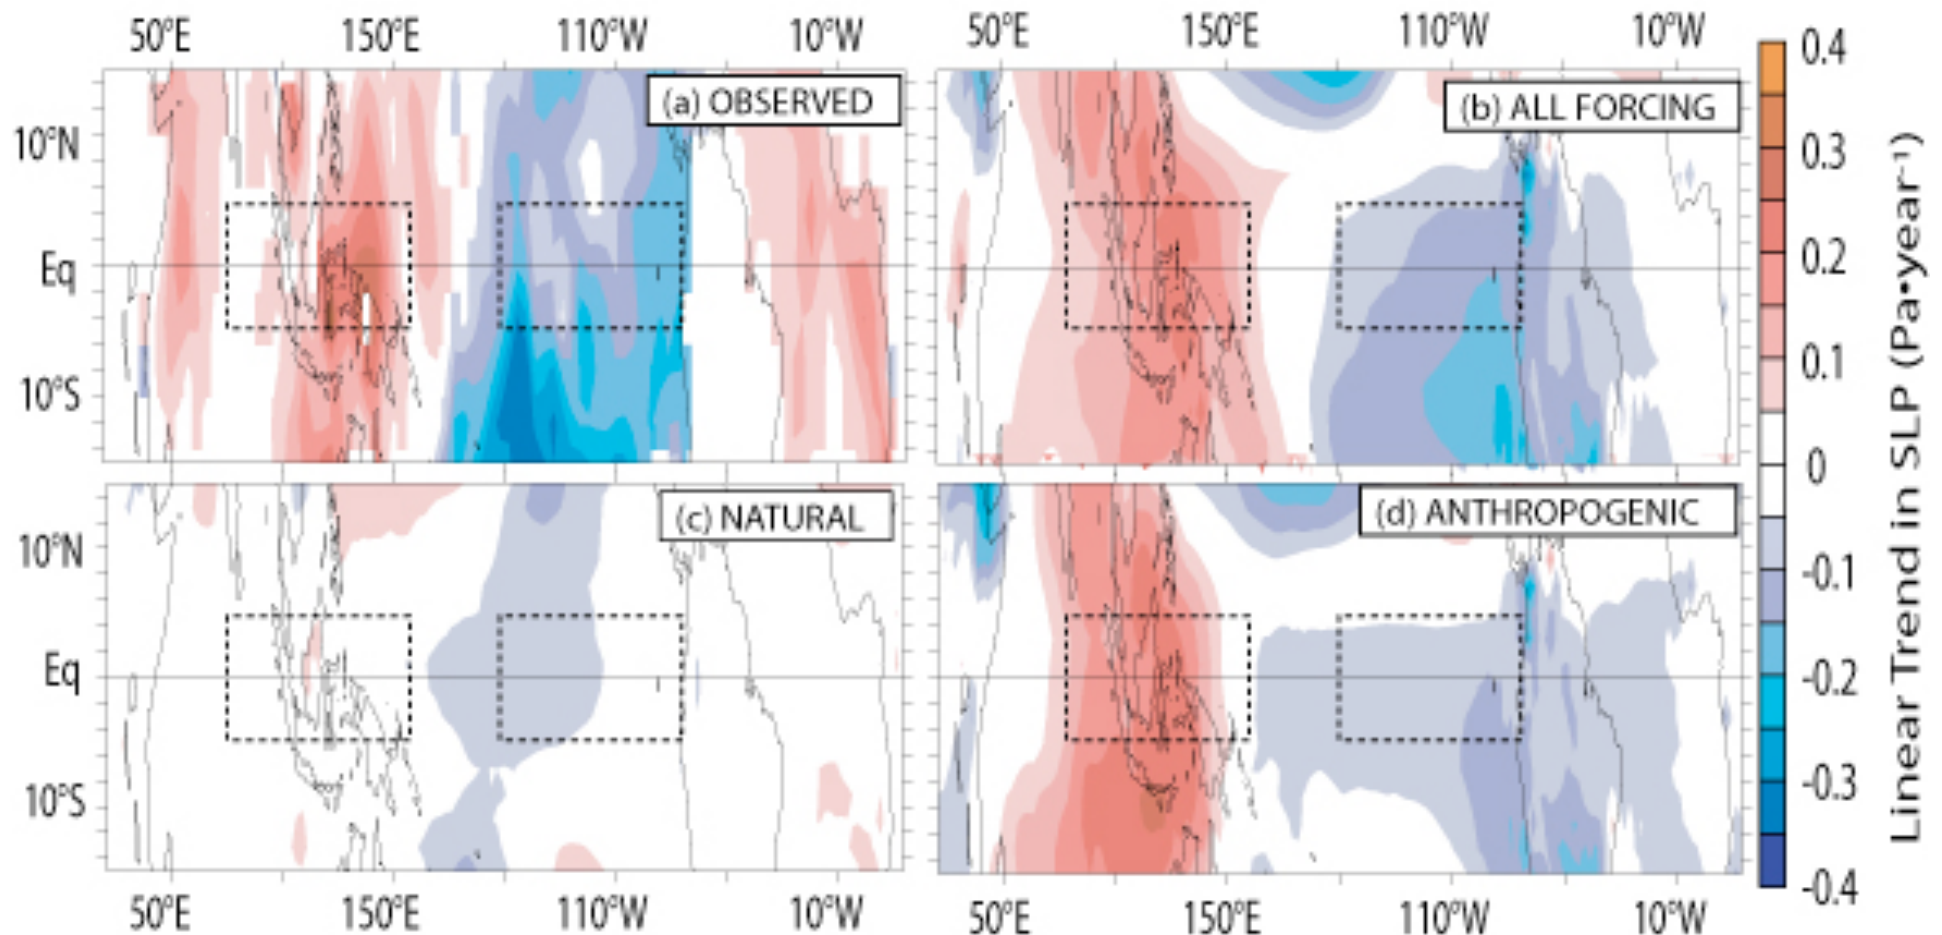 50°E 150°E 110°W 10°W 50°E 150°E 110°W 10°W
(a) OBSERVED
(b) ALL FORCING
10°N
Eq
10°S
(c) NATURAL
(d) ANTHROPOGENIC
10°N
Eq
10°S
50°E 150°E 110°W 10°W 50°E 150°E 110°W 10°W
0.4
0.3
0.2
0.1
0
-0.1
-0.2
-0.3
-0.4
Linear Trend in SLP (Pa•year⁻¹)